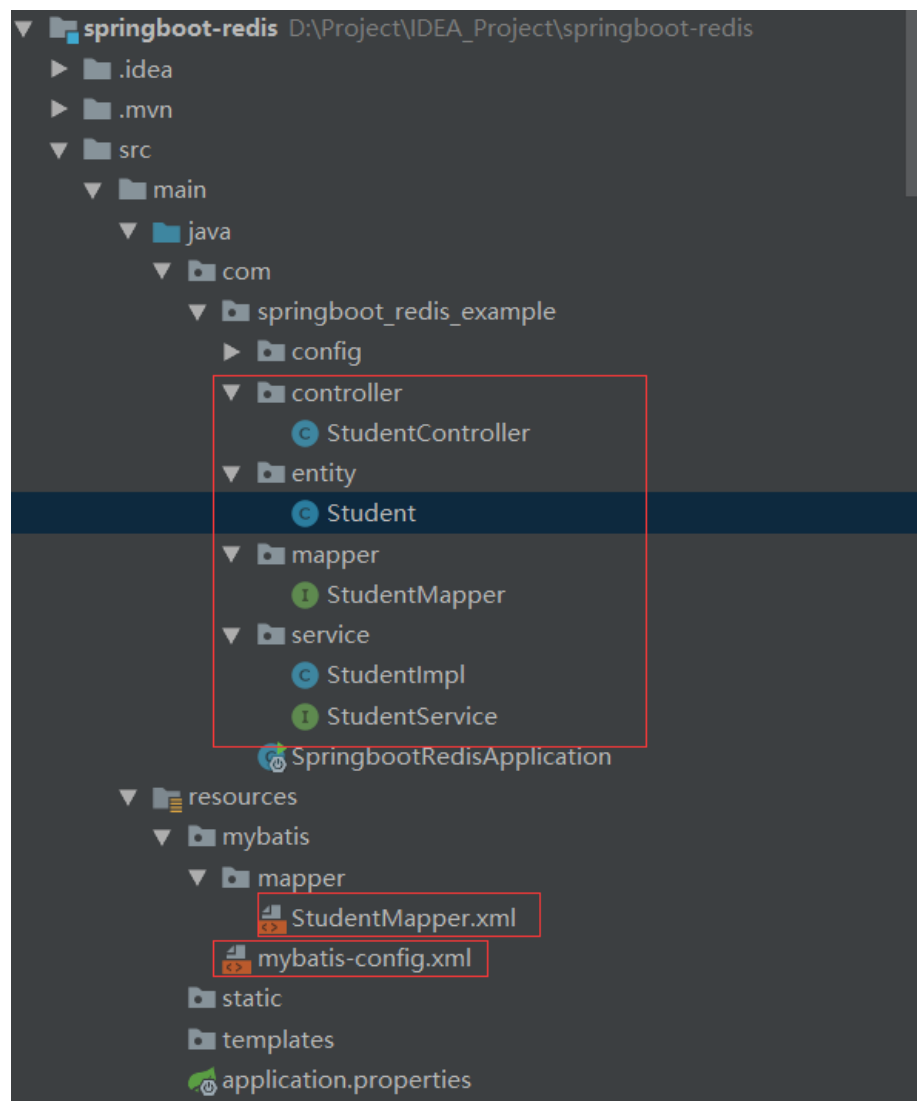 springboot-redis D:\Project\IDEA_Project\springboot-redis
.idea
.mvn
src
main
java
com
springboot_redis_example
config
controller
StudentController
entity
Student
mapper
StudentMapper
service
StudentImpl
StudentService
SpringbootRedisApplication
resources
mybatis
mapper
StudentMapper.xml
mybatis-config.xml
static
templates
application.properties